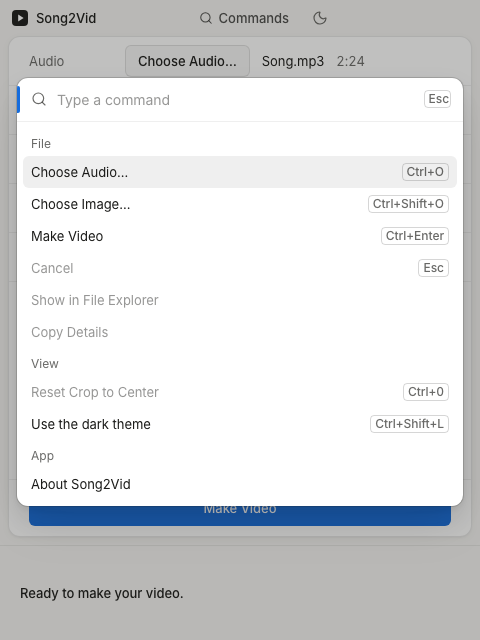 Song2Vid
Commands
Audio
Choose Audio...
Song.mp3
2:24
Type a command
Esc
File
Choose Audio...
Ctrl+O
Choose Image...
Ctrl+Shift+O
Make Video
Ctrl+Enter
Cancel
Esc
Show in File Explorer
Copy Details
View
Reset Crop to Center
Ctrl+0
Use the dark theme
Ctrl+Shift+L
App
About Song2Vid
Make Video
Ready to make your video.